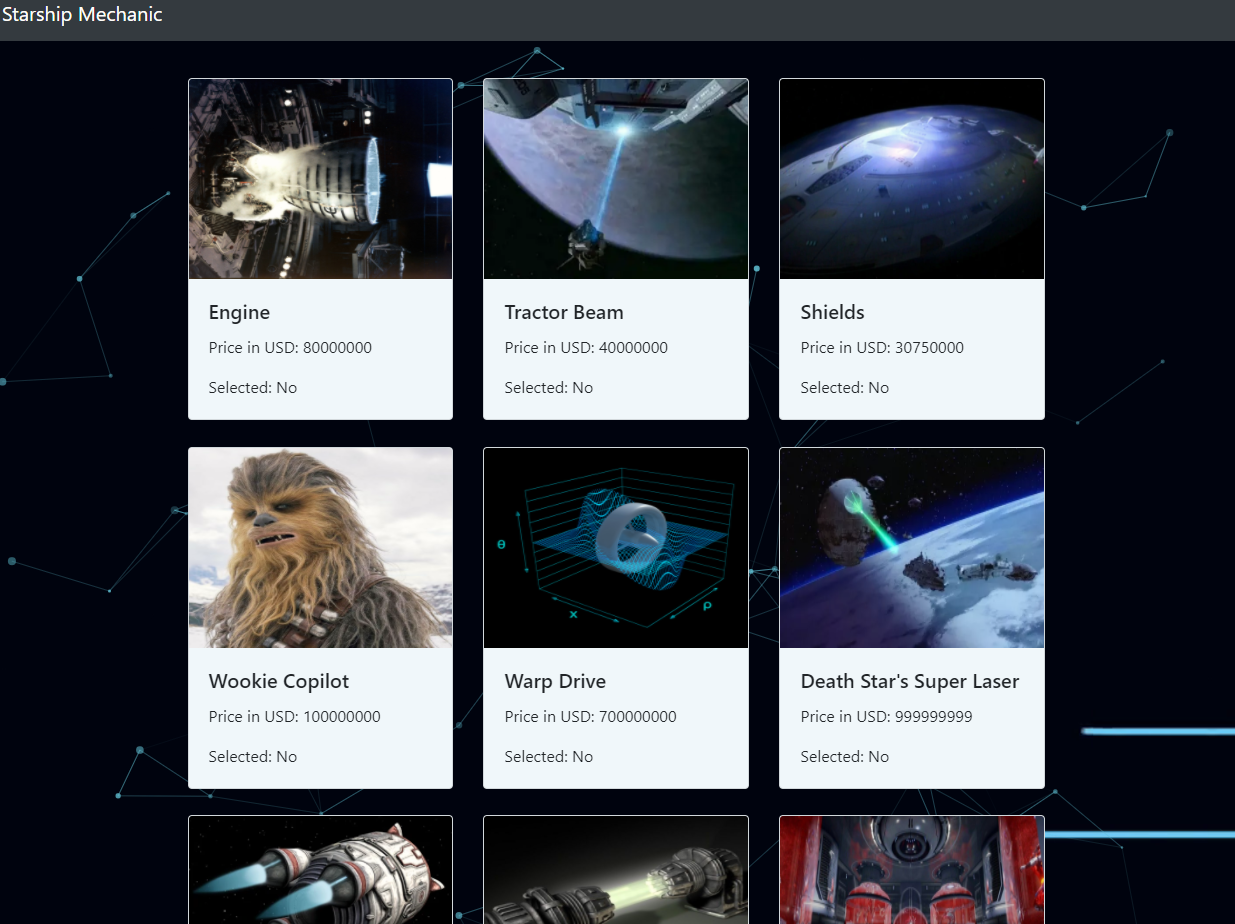 Starship Mechanic
Engine
Price in USD: 80000000
Selected: No
Tractor Beam
Price in USD: 40000000
Selected: No
Shields
Price in USD: 30750000
Selected: No
Wookie Copilot
Price in USD: 100000000
Selected: No
θ
x
ρ
Warp Drive
Price in USD: 700000000
Selected: No
Death Star's Super Laser
Price in USD: 999999999
Selected: No